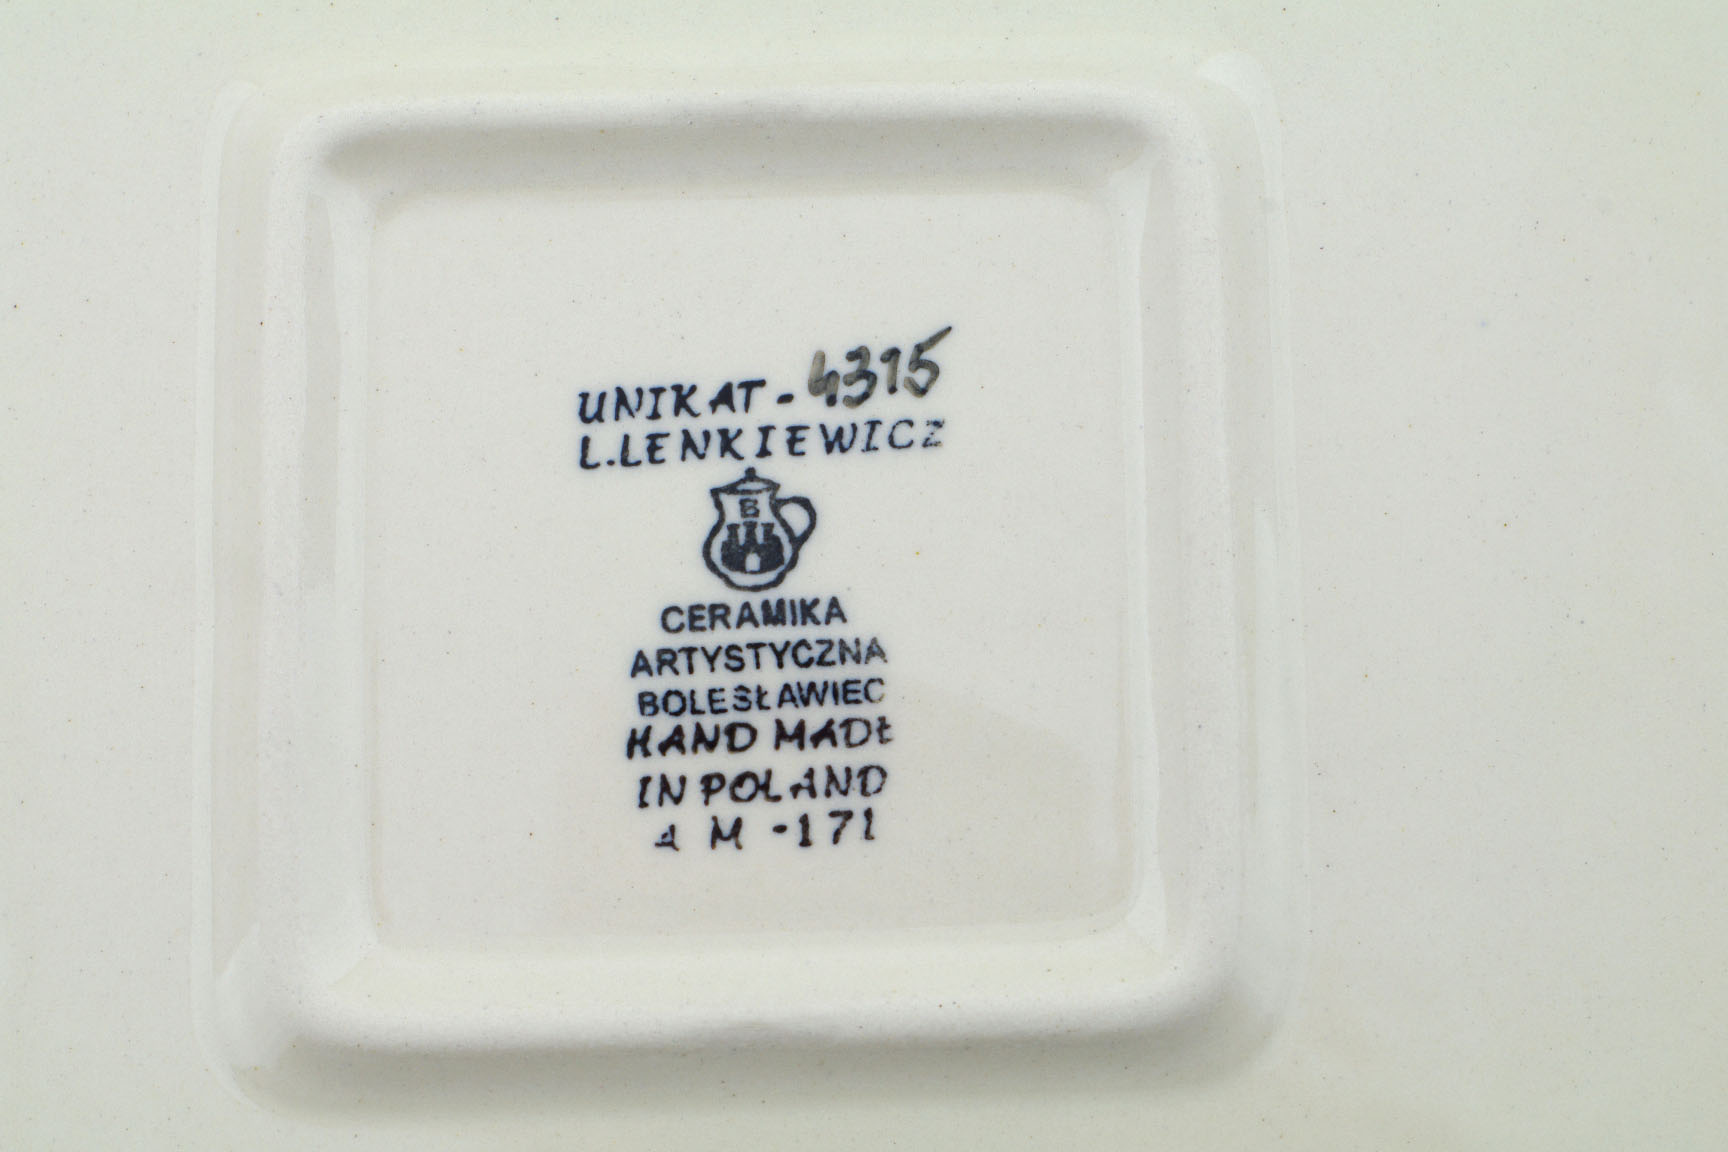 UNIKAT - 4315
L.LENKIEWICZ
B
CERAMIKA
ARTYSTYCZNA
BOLESŁAWIEC
HAND MADE
IN POLAND
A M - 171